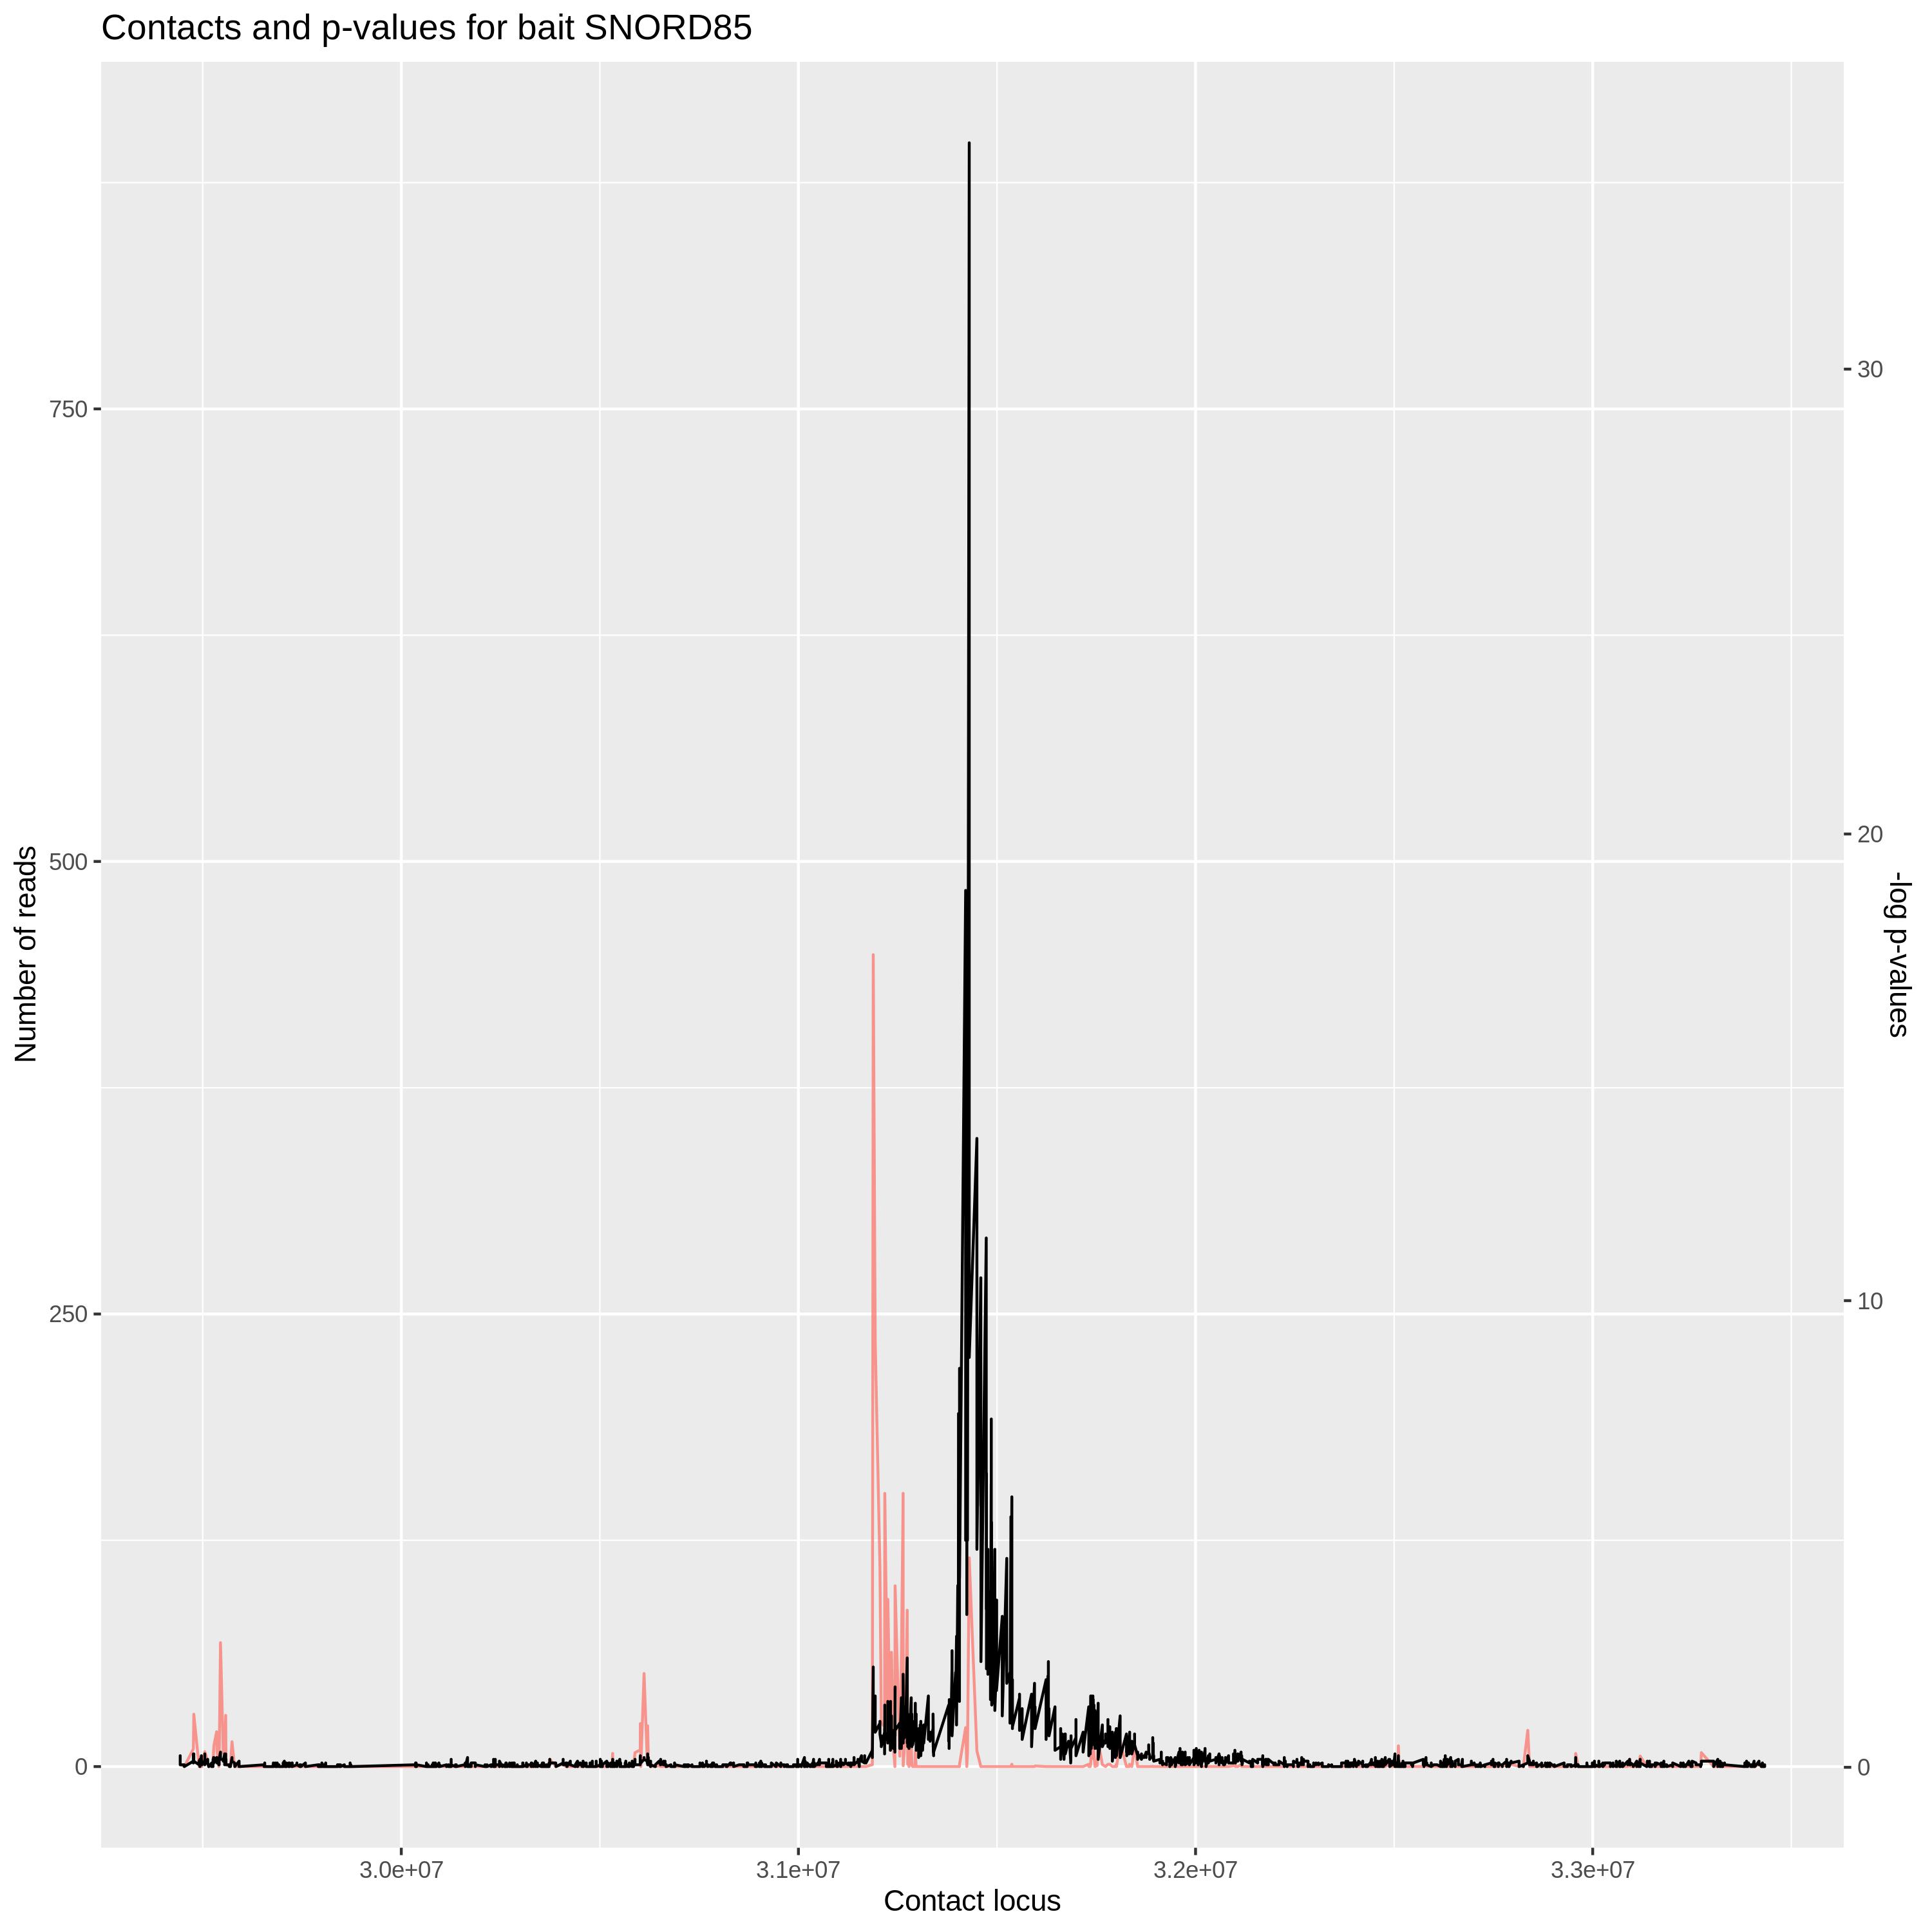 Contacts and p-values for bait SNORD85
Number of reads
750
500
250
0
30
20
10
0
-log p-values
3.0e+07
3.1e+07
3.2e+07
3.3e+07
Contact locus